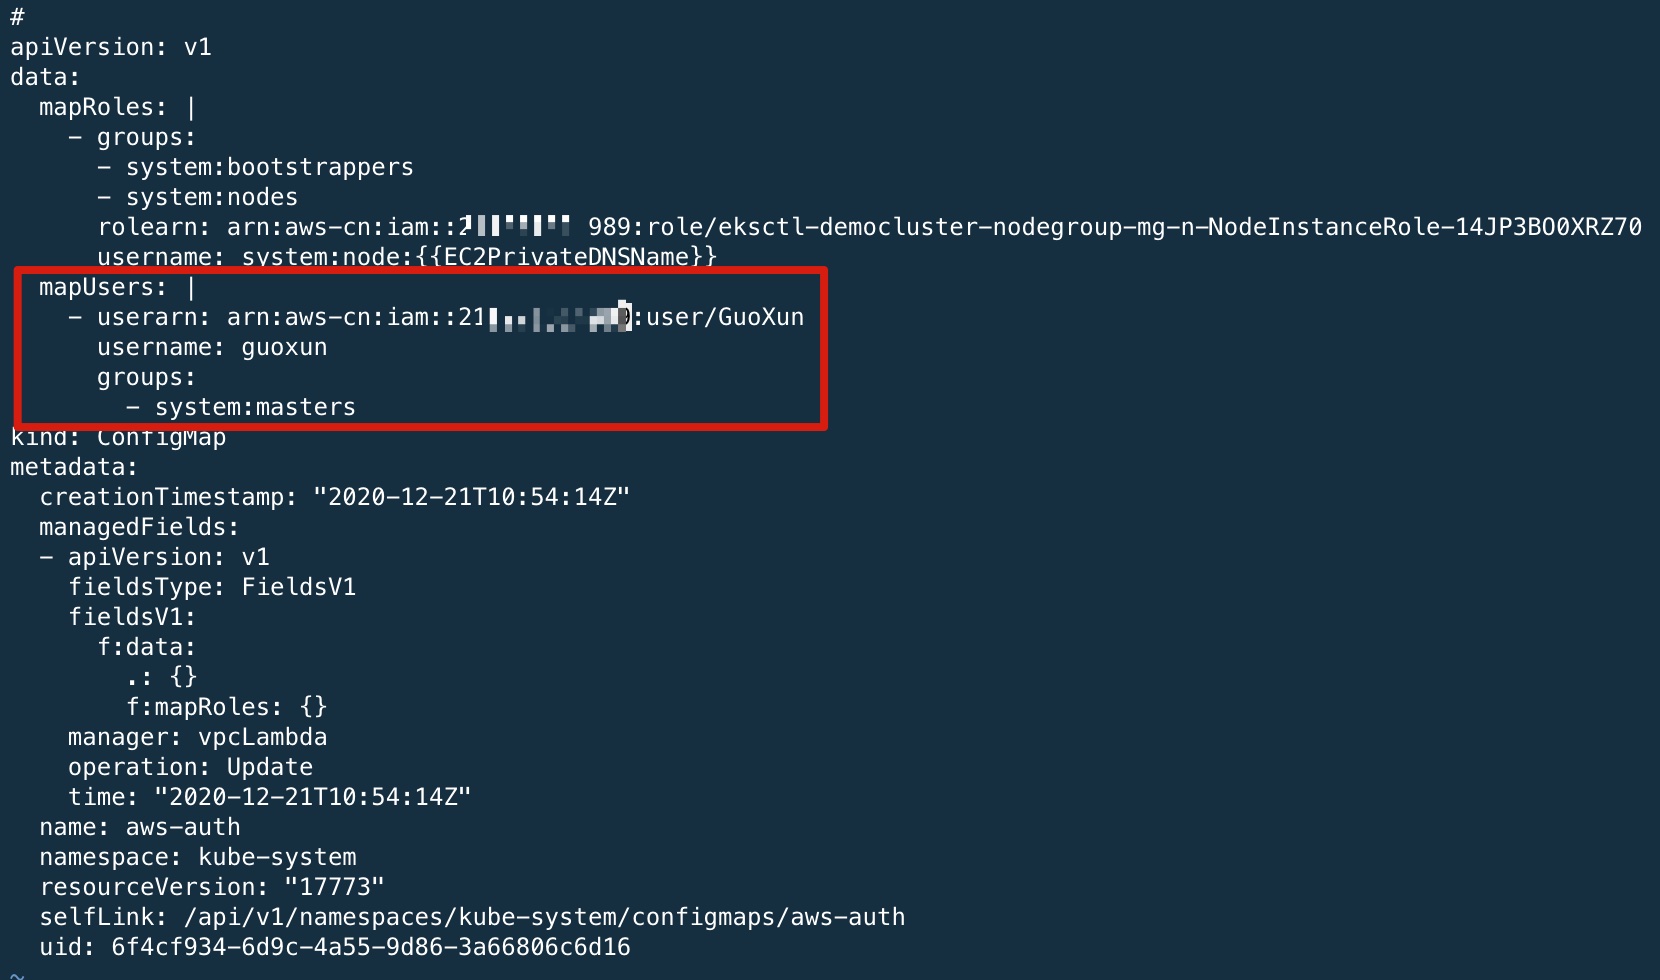 #
apiVersion: v1
data:
  mapRoles: |
    - groups:
      - system:bootstrappers
      - system:nodes
      rolearn: arn:aws-cn:iam::2 989:role/eksctl-democluster-nodegroup-mg-n-NodeInstanceRole-14JP3BO0XRZ70
      username: system:node:{{EC2PrivateDNSName}}
  mapUsers: |
    - userarn: arn:aws-cn:iam::21 :user/GuoXun
      username: guoxun
      groups:
        - system:masters
kind: ConfigMap
metadata:
  creationTimestamp: "2020-12-21T10:54:14Z"
  managedFields:
  - apiVersion: v1
    fieldsType: FieldsV1
    fieldsV1:
      f:data:
        .: {}
        f:mapRoles: {}
    manager: vpcLambda
    operation: Update
    time: "2020-12-21T10:54:14Z"
  name: aws-auth
  namespace: kube-system
  resourceVersion: "17773"
  selfLink: /api/v1/namespaces/kube-system/configmaps/aws-auth
  uid: 6f4cf934-6d9c-4a55-9d86-3a66806c6d16
~